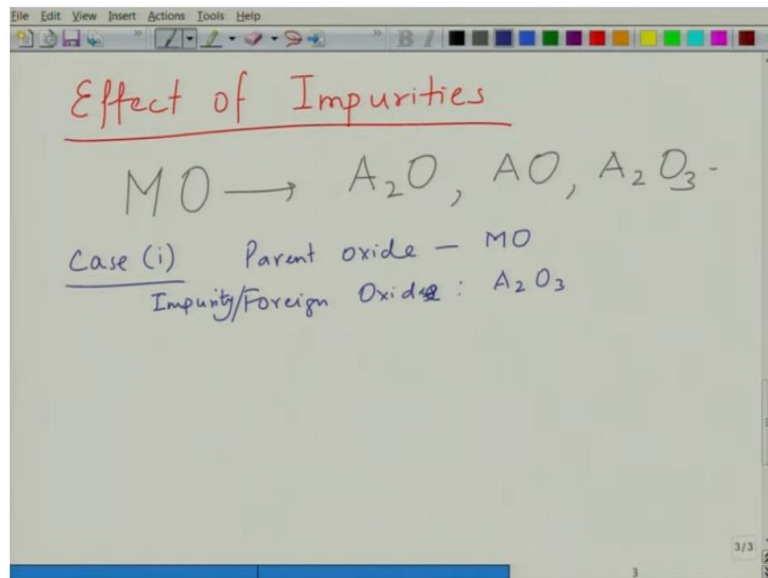 File Edit View Insert Actions Tools Help
B I
Effect of Impurities
MO → A₂O, AO, A₂O₃-
Case (i) Parent oxide — MO
Impurity/Foreign Oxide : A₂O₃
3/3
3